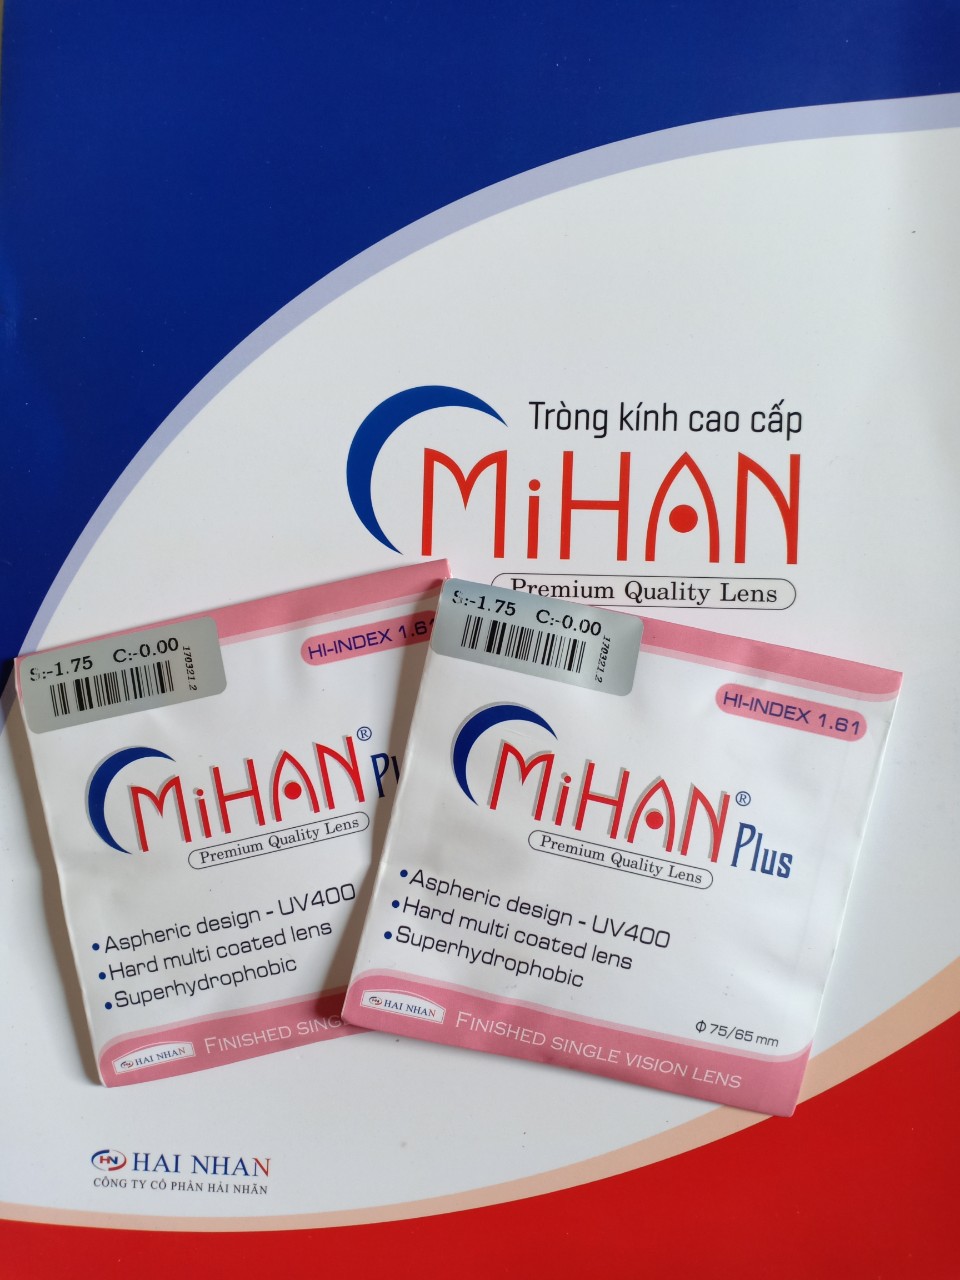 Tròng kính cao cấp
MiHAN
Premium Quality Lens
S:-1.75 C:-0.00
170321 2
HI-INDEX 1.61
MiHAN®
Premium Quality Lens
• Aspheric design - UV400
• Hard multi coated lens
• Superhydrophobic
HAI NHAN
FINISHED SINGLE
S:-1.75 C:-0.00
170321 2
HI-INDEX 1.61
MiHAN® Plus
Premium Quality Lens
• Aspheric design - UV400
• Hard multi coated lens
• Superhydrophobic
Φ 75/65 mm
HAI NHAN
FINISHED SINGLE VISION LENS
HN HAI NHAN
CÔNG TY CỔ PHẦN HẢI NHÃN